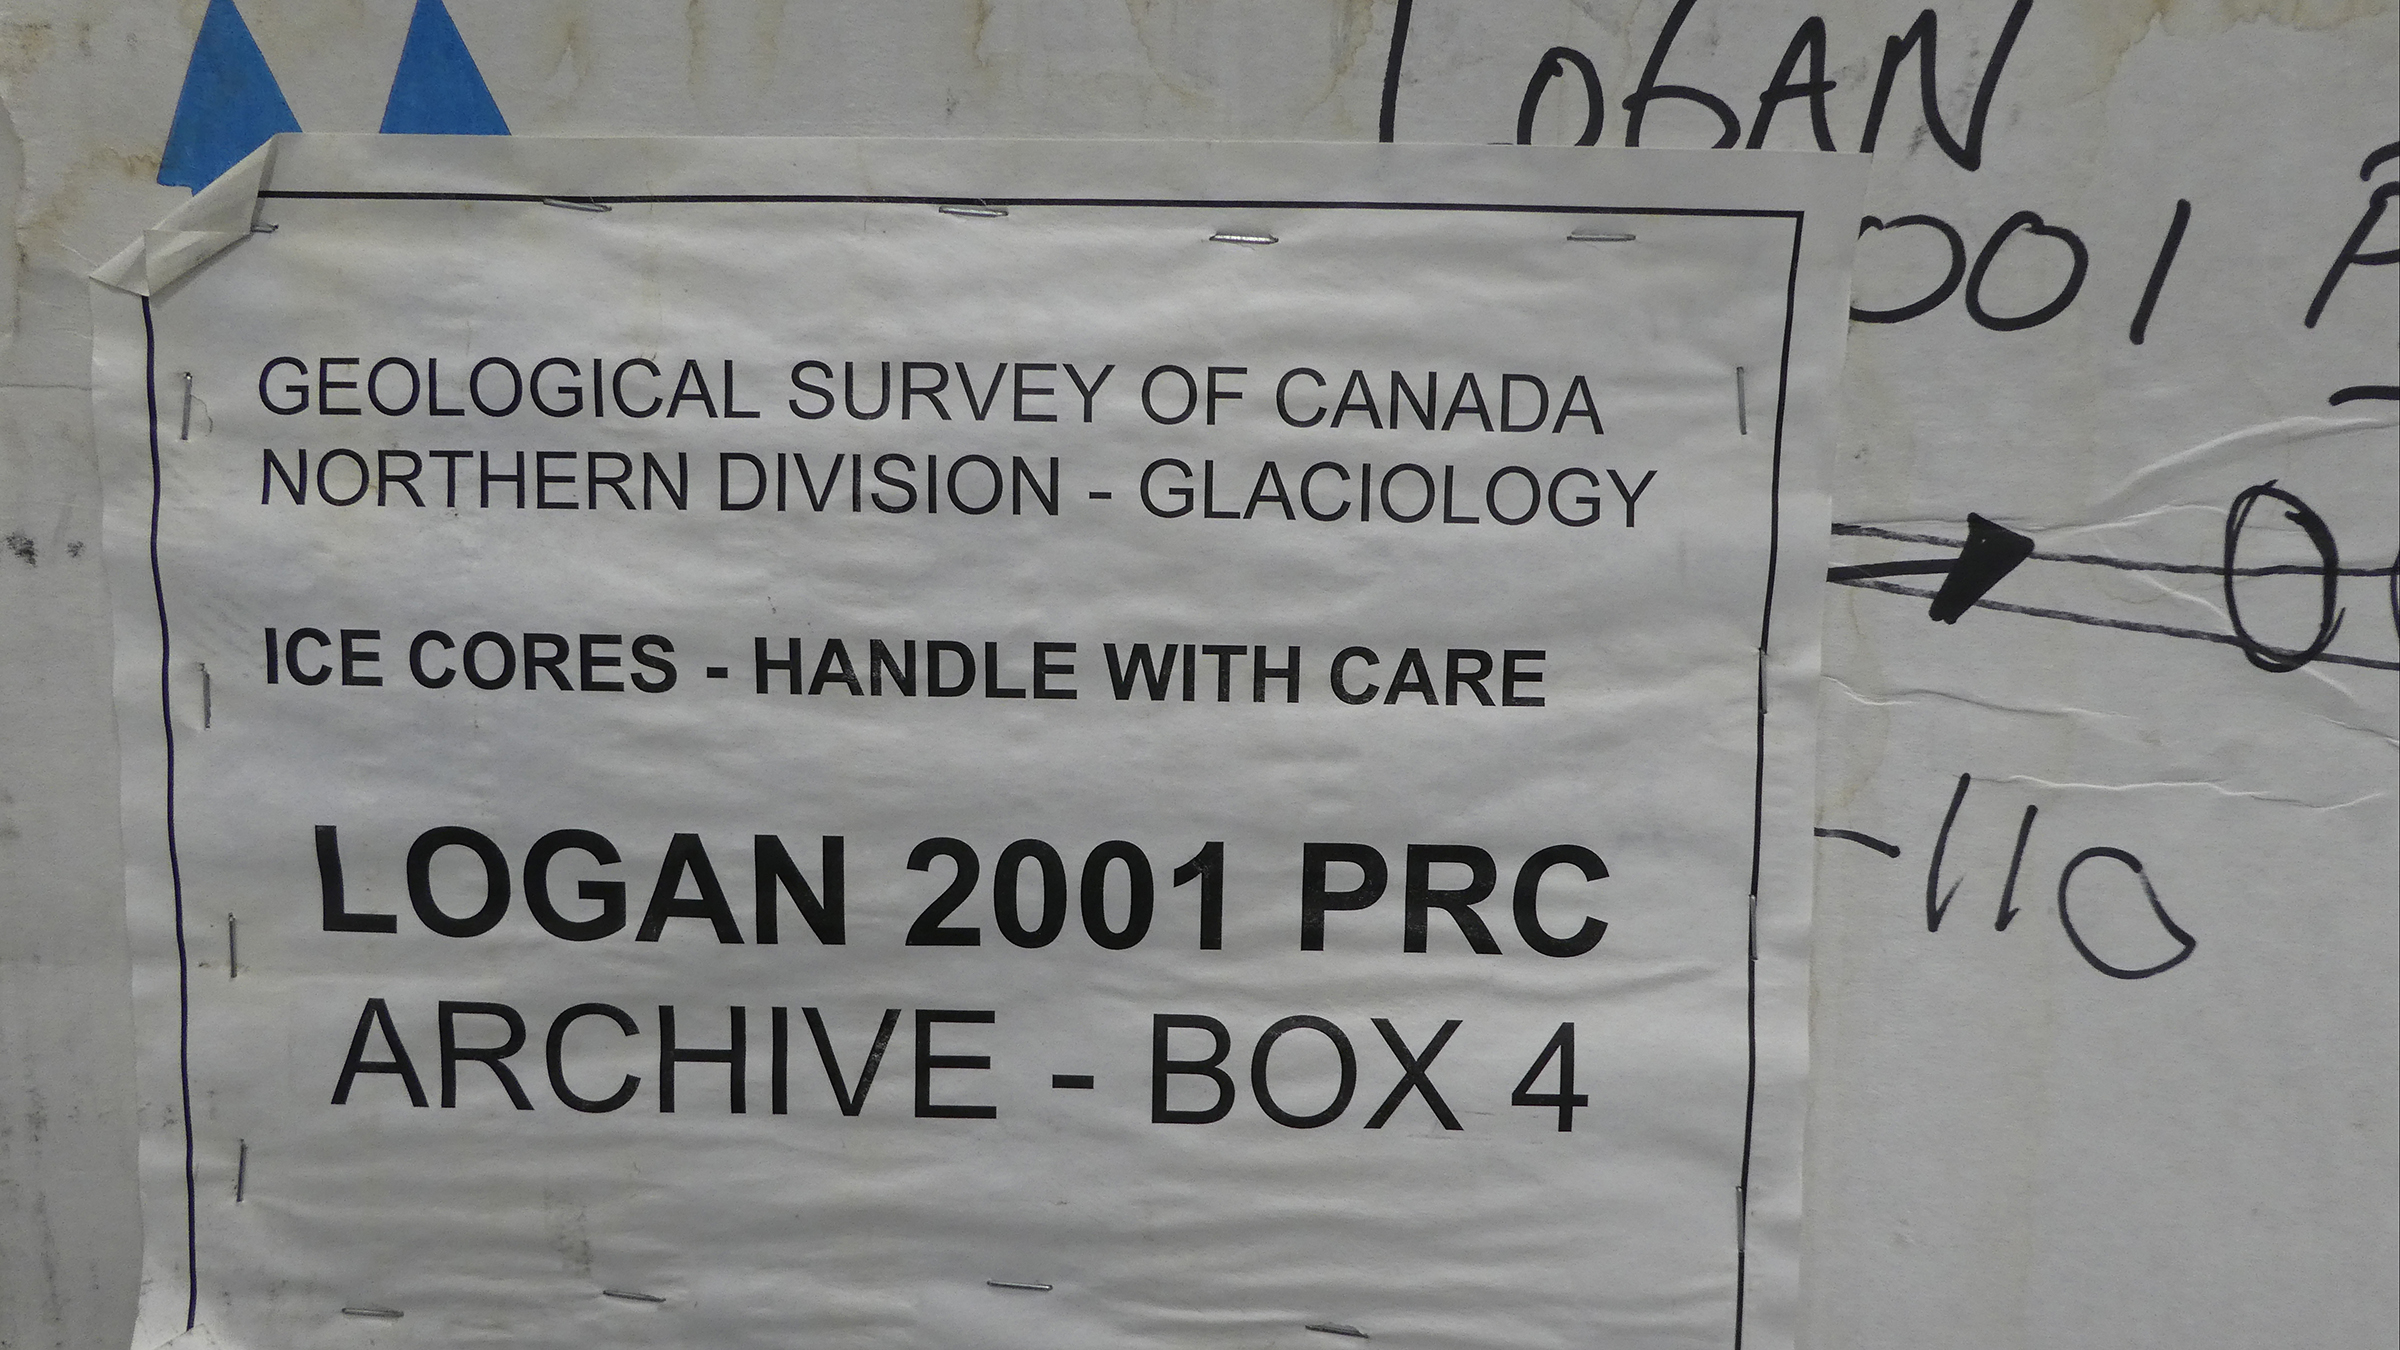 LOGAN
001 P
GEOLOGICAL SURVEY OF CANADA
NORTHERN DIVISION - GLACIOLOGY
ICE CORES - HANDLE WITH CARE
LOGAN 2001 PRC
ARCHIVE - BOX 4
-110